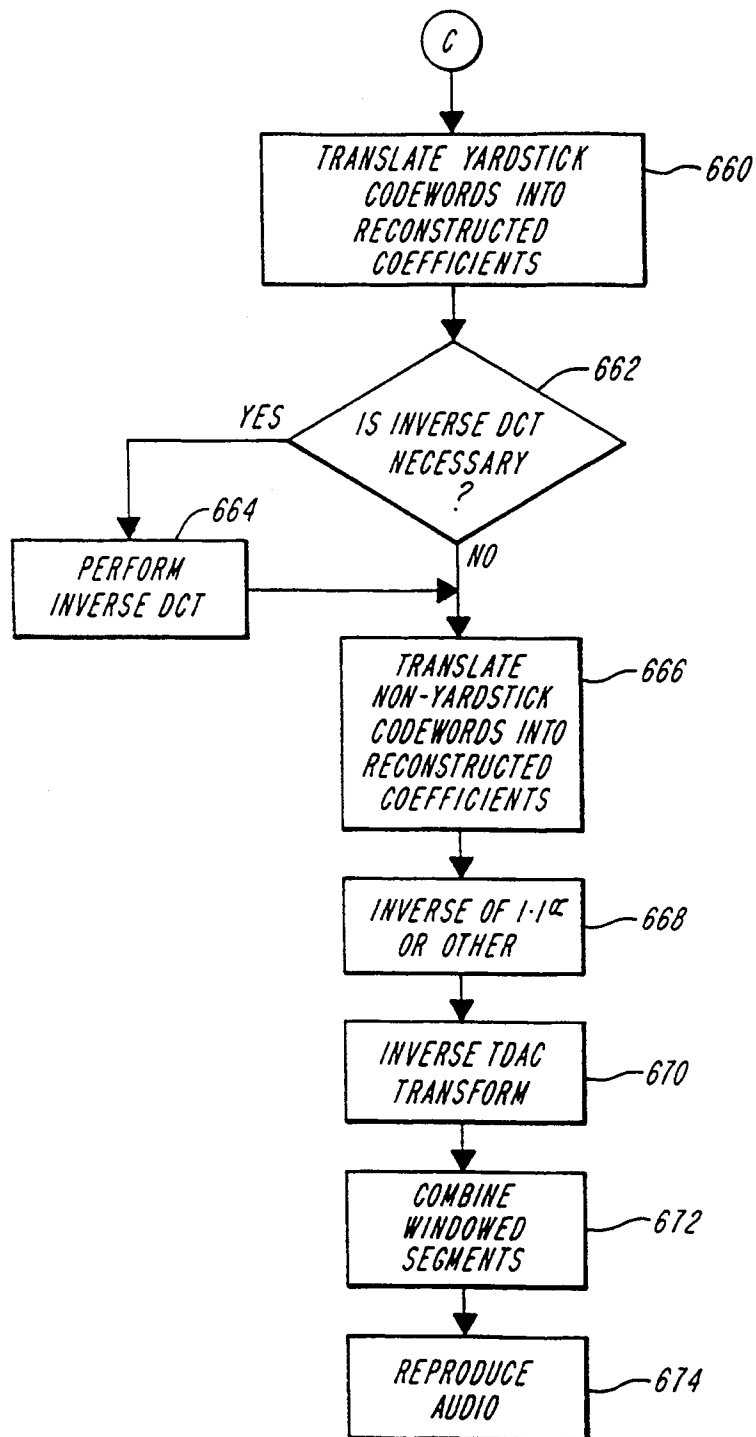 C
TRANSLATE YARDSTICK
CODEWORDS INTO
RECONSTRUCTED
COEFFICIENTS
660
662
YES
IS INVERSE DCT
NECESSARY
?
664
NO
PERFORM
INVERSE DCT
TRANSLATE
NON-YARDSTICK
CODEWORDS INTO
RECONSTRUCTED
COEFFICIENTS
666
INVERSE OF |·|α
OR OTHER
668
INVERSE TDAC
TRANSFORM
670
COMBINE
WINDOWED
SEGMENTS
672
REPRODUCE
AUDIO
674